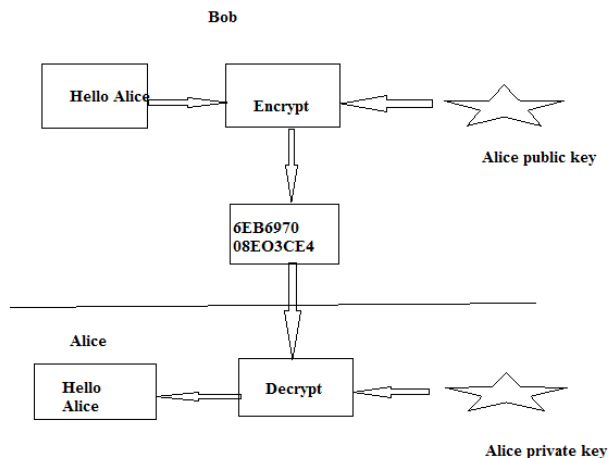 Bob
Hello Alice
Encrypt
Alice public key
6EB6970
08EO3CE4
Alice
Hello
Alice
Decrypt
Alice private key